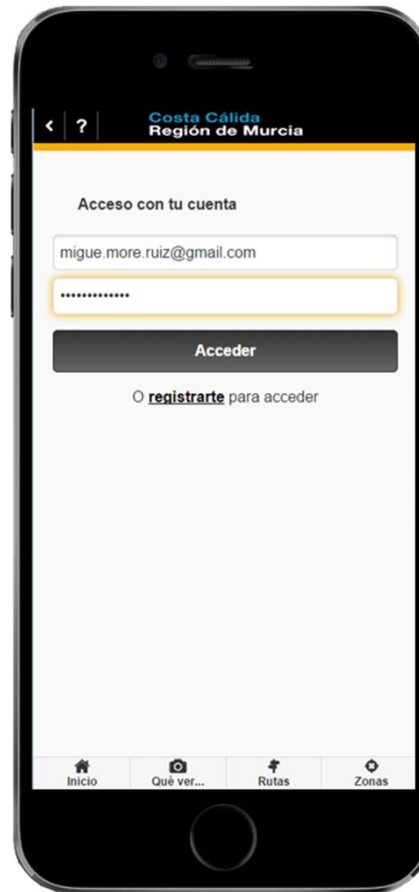 < ? Costa Cálida
Región de Murcia
Acceso con tu cuenta
migue.more.ruiz@gmail.com
•••••••••••••
Acceder
O registrarte para acceder
Inicio Qué ver... Rutas Zonas